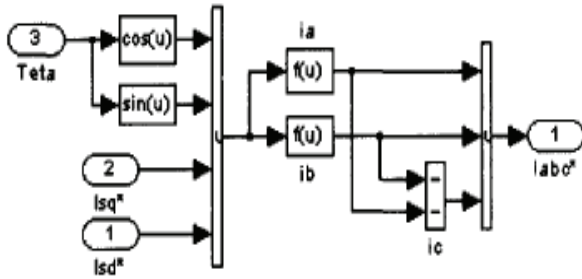 3
Teta
cos(u)
sin(u)
2
Isq*
1
Isd*
ia
f(u)
f(u)
ib
-
-
ic
1
Iabc*